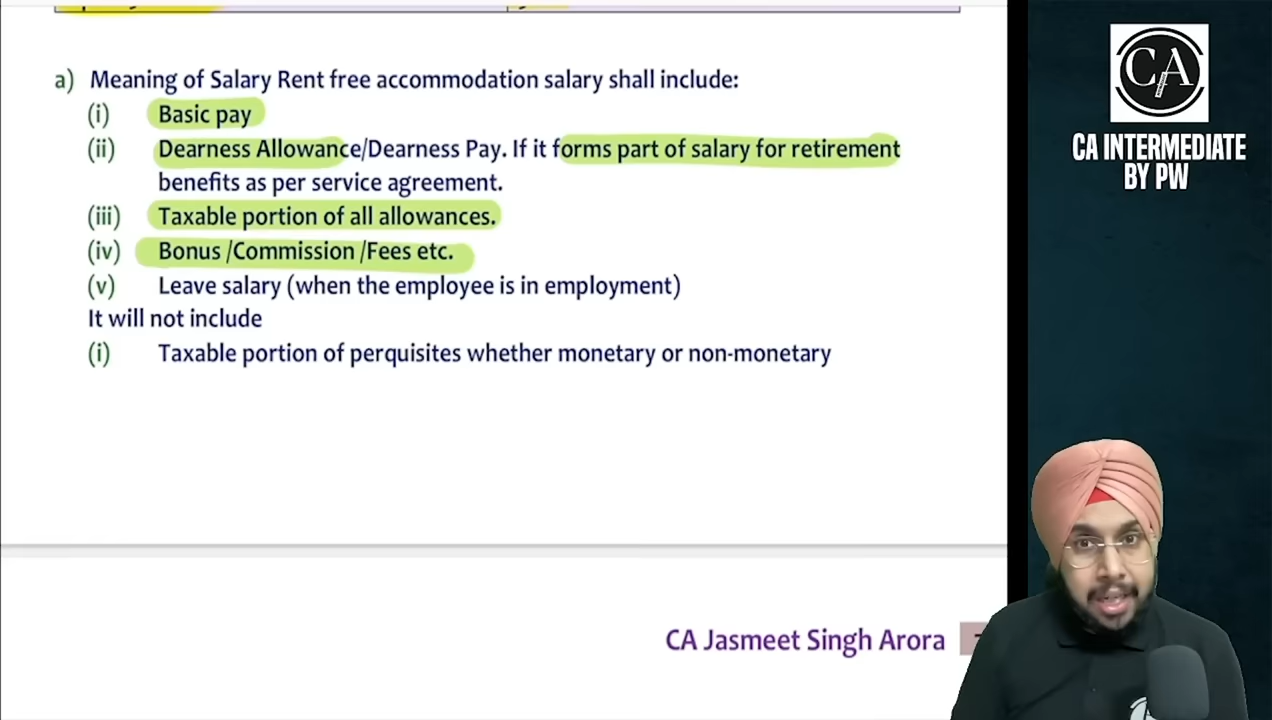 a) Meaning of Salary Rent free accommodation salary shall include:
(i) Basic pay
(ii) Dearness Allowance/Dearness Pay. If it forms part of salary for retirement
benefits as per service agreement.
(iii) Taxable portion of all allowances.
(iv) Bonus /Commission /Fees etc.
(v) Leave salary (when the employee is in employment)
It will not include
(i) Taxable portion of perquisites whether monetary or non-monetary
CA Jasmeet Singh Arora
CA
CA INTERMEDIATE
BY PW